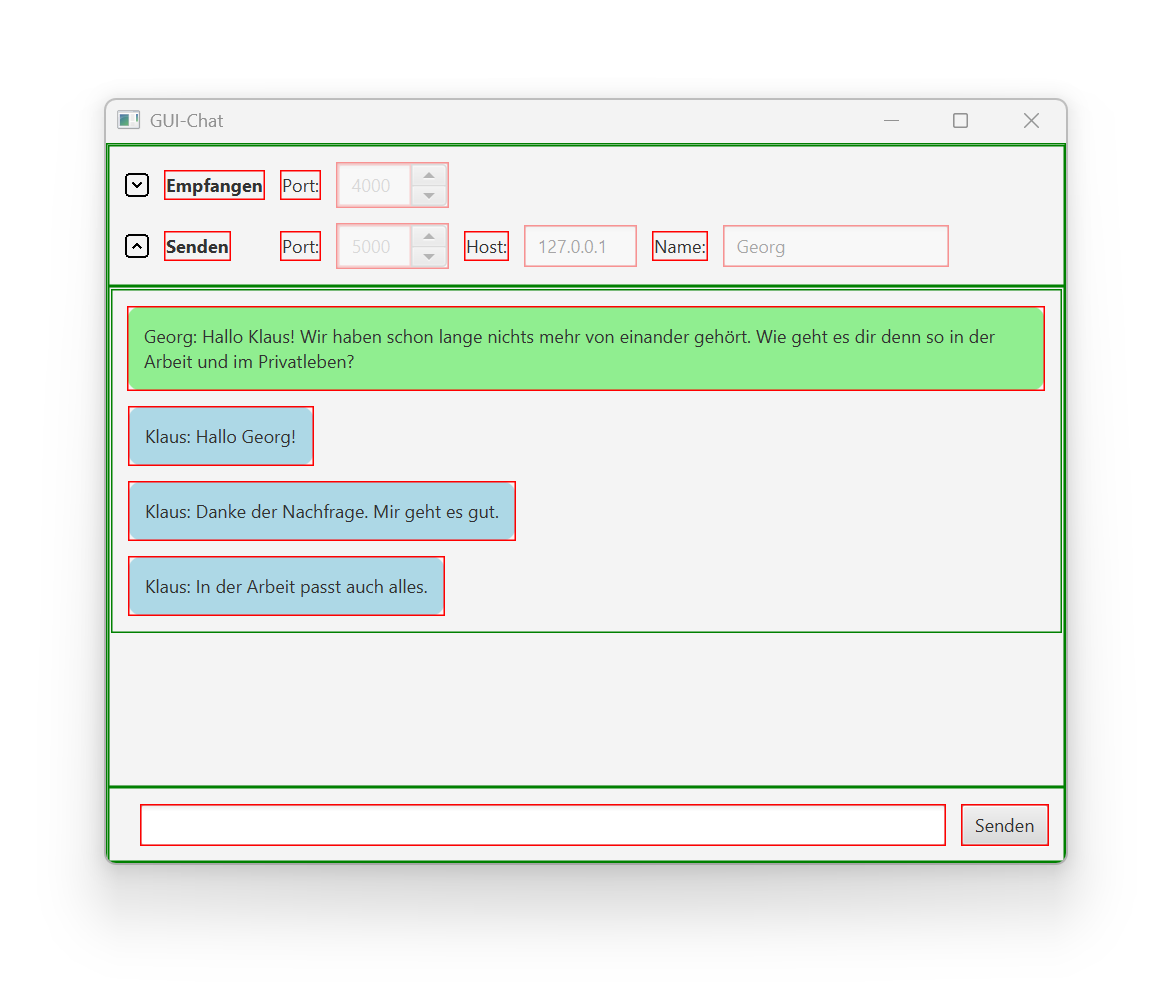 GUI-Chat
Empfangen Port: 4000
Senden Port: 5000 Host: 127.0.0.1 Name: Georg
Georg: Hallo Klaus! Wir haben schon lange nichts mehr von einander gehört. Wie geht es dir denn so in der
Arbeit und im Privatleben?
Klaus: Hallo Georg!
Klaus: Danke der Nachfrage. Mir geht es gut.
Klaus: In der Arbeit passt auch alles.
Senden